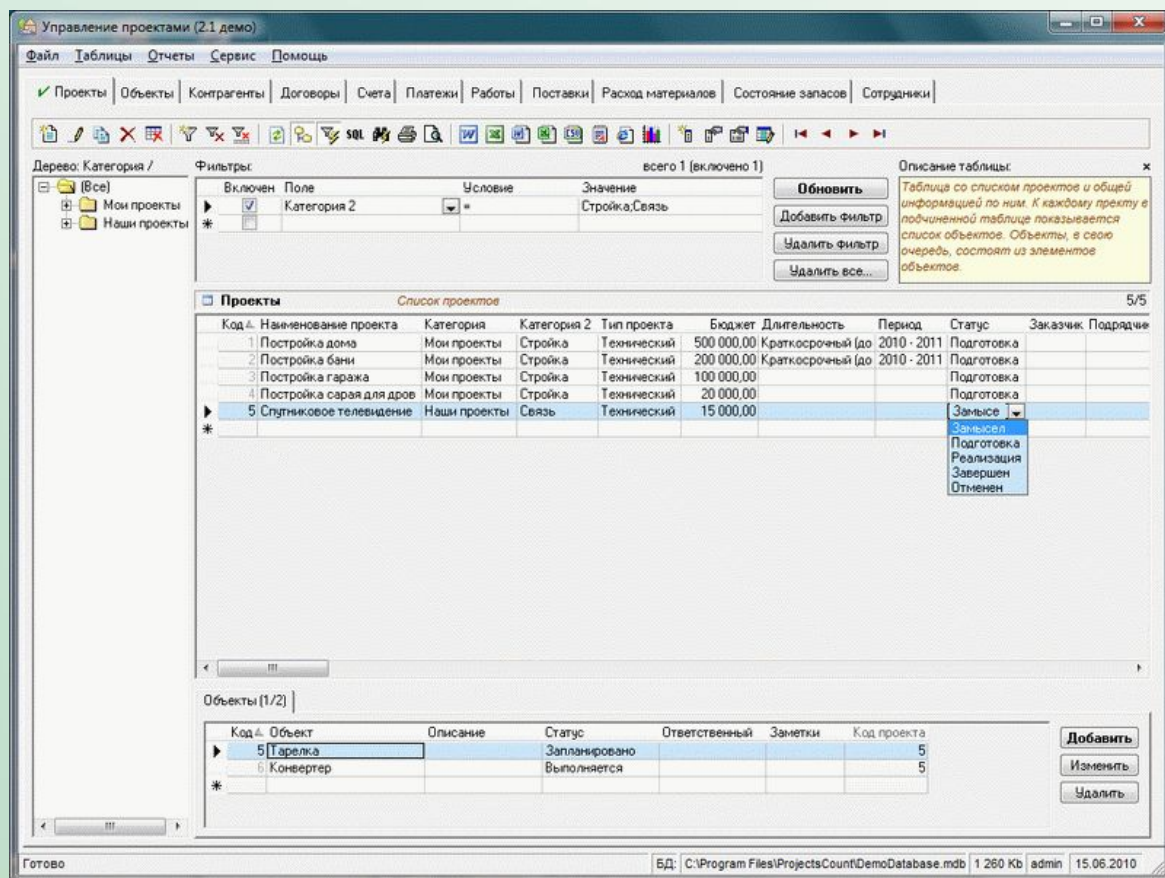 Управление проектами (2.1 демо)
Файл Таблицы Отчеты Сервис Помощь
Проекты Объекты Контрагенты Договоры Счета Платежи Работы Поставки Расход материалов Состояние запасов Сотрудники
SQL
Дерево: Категория /
(Все)
Мои проекты
Наши проекты
Фильтры: всего 1 (включено 1)
Включен Поле Условие Значение
Категория 2 = Стройка;Связь
Обновить
Добавить фильтр
Удалить фильтр
Удалить все...
Описание таблицы: x
Таблица со списком проектов и общей
информацией по ним. К каждому пректу в
подчиненной таблице показывается
список объектов. Объекты, в свою
очередь, состоят из элементов
объектов.
Проекты Список проектов 5/5
Код Наименование проекта Категория Категория 2 Тип проекта Бюджет Длительность Период Статус Заказчик Подрядчи
1 Постройка дома Мои проекты Стройка Технический 500 000,00 Краткосрочный (до 2010 - 2011 Подготовка
2 Постройка бани Мои проекты Стройка Технический 200 000,00 Краткосрочный (до 2010 - 2011 Подготовка
3 Постройка гаража Мои проекты Стройка Технический 100 000,00 Подготовка
4 Постройка сарая для дров Мои проекты Стройка Технический 20 000,00 Подготовка
5 Спутниковое телевидение Наши проекты Связь Технический 15 000,00 Замысе
Замысел
Подготовка
Реализация
Завершен
Отменен
Объекты (1/2)
Код Объект Описание Статус Ответственный Заметки Код проекта
5 Тарелка Запланировано 5
6 Конвертер Выполняется 5
Добавить
Изменить
Удалить
Готово БД: C:\Program Files\ProjectsCount\DemoDatabase.mdb 1 260 Kb admin 15.06.2010